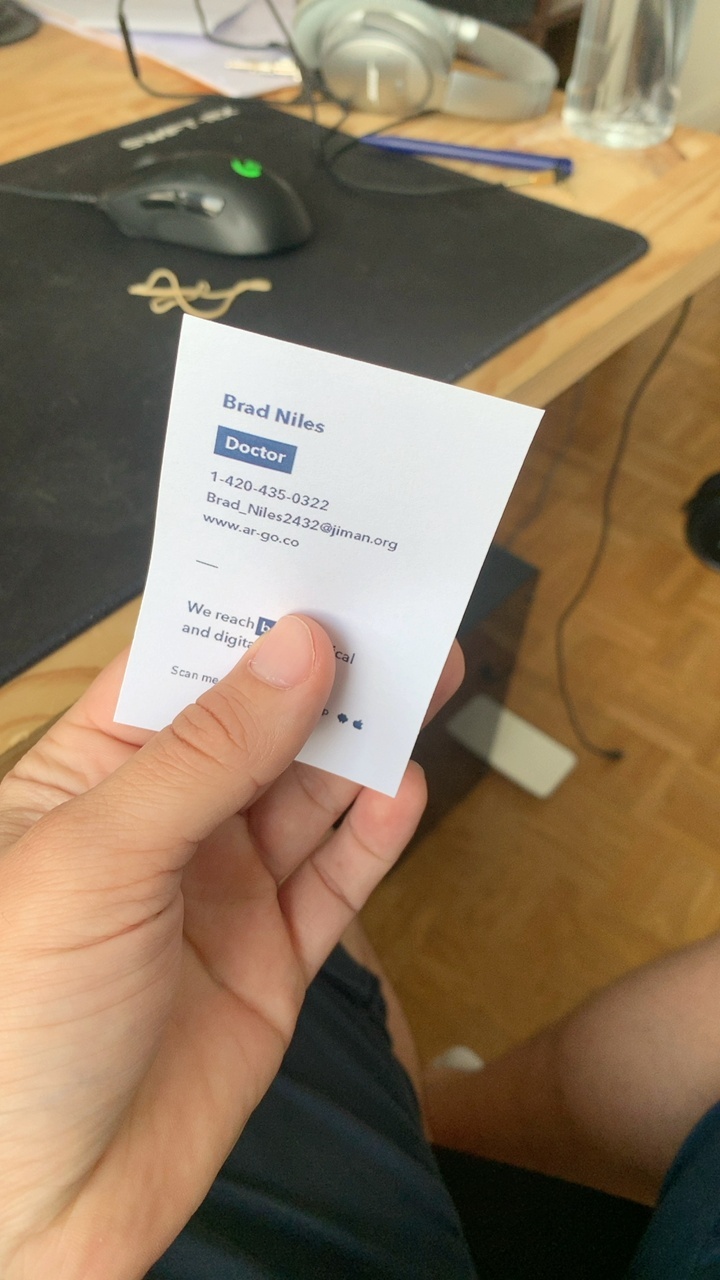 Brad Niles
Doctor
1-420-435-0322
Brad_Niles2432@jiman.org
www.ar-go.co
We reach
and
Scan me